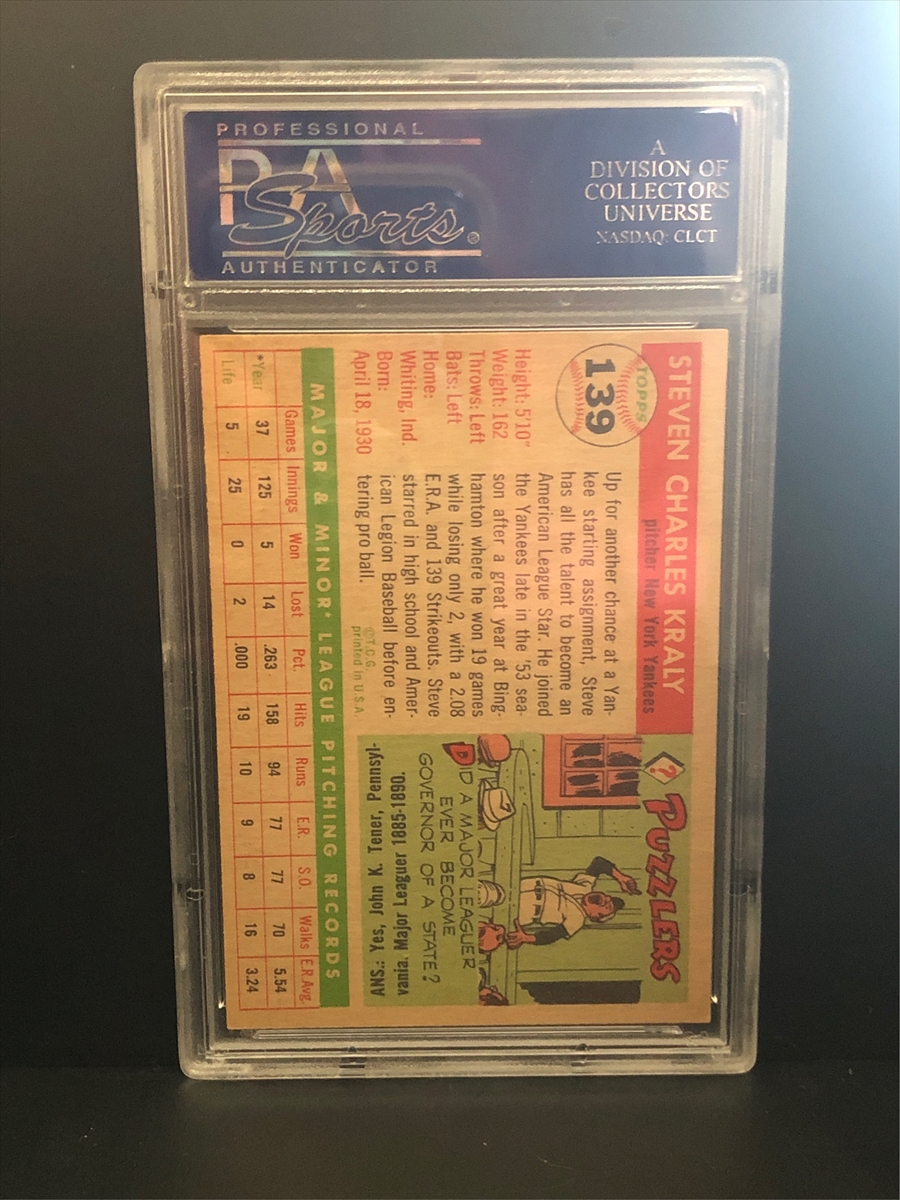 PROFESSIONAL
PSA
Sports®
AUTHENTICATOR
A
DIVISION OF
COLLECTORS
UNIVERSE
NASDAQ: CLCT
TOPPS
139
STEVEN CHARLES KRALY
pitcher New York Yankees
Height: 5'10"
Weight: 162
Throws: Left
Bats: Left
Home:
Whiting, Ind.
Born:
April 18, 1930
Up for another chance at a Yan-
kee starting assignment, Steve
has all the talent to become an
American League Star. He joined
the Yankees late in the '53 sea-
son after a great year at Bing-
hamton where he won 19 games
while losing only 2, with a 2.08
E.R.A. and 139 Strikeouts. Steve
starred in high school and Amer-
ican Legion Baseball before en-
tering pro ball.
©T.C.G.
printed in U.S.A.
? PUZZLERS
DID A MAJOR LEAGUER
EVER BECOME
GOVERNOR OF A STATE?
ANS.: Yes, John K. Tener, Pennsyl-
vania. Major Leaguer 1885-1890.
MAJOR & MINOR* LEAGUE PITCHING RECORDS
Games Innings Won Lost Pct. Hits Runs E.R. S.O. Walks E.R.Avg.
*Year 37 125 5 14 .263 158 94 77 77 70 5.54
Life 5 25 0 2 .000 19 10 9 8 16 3.24